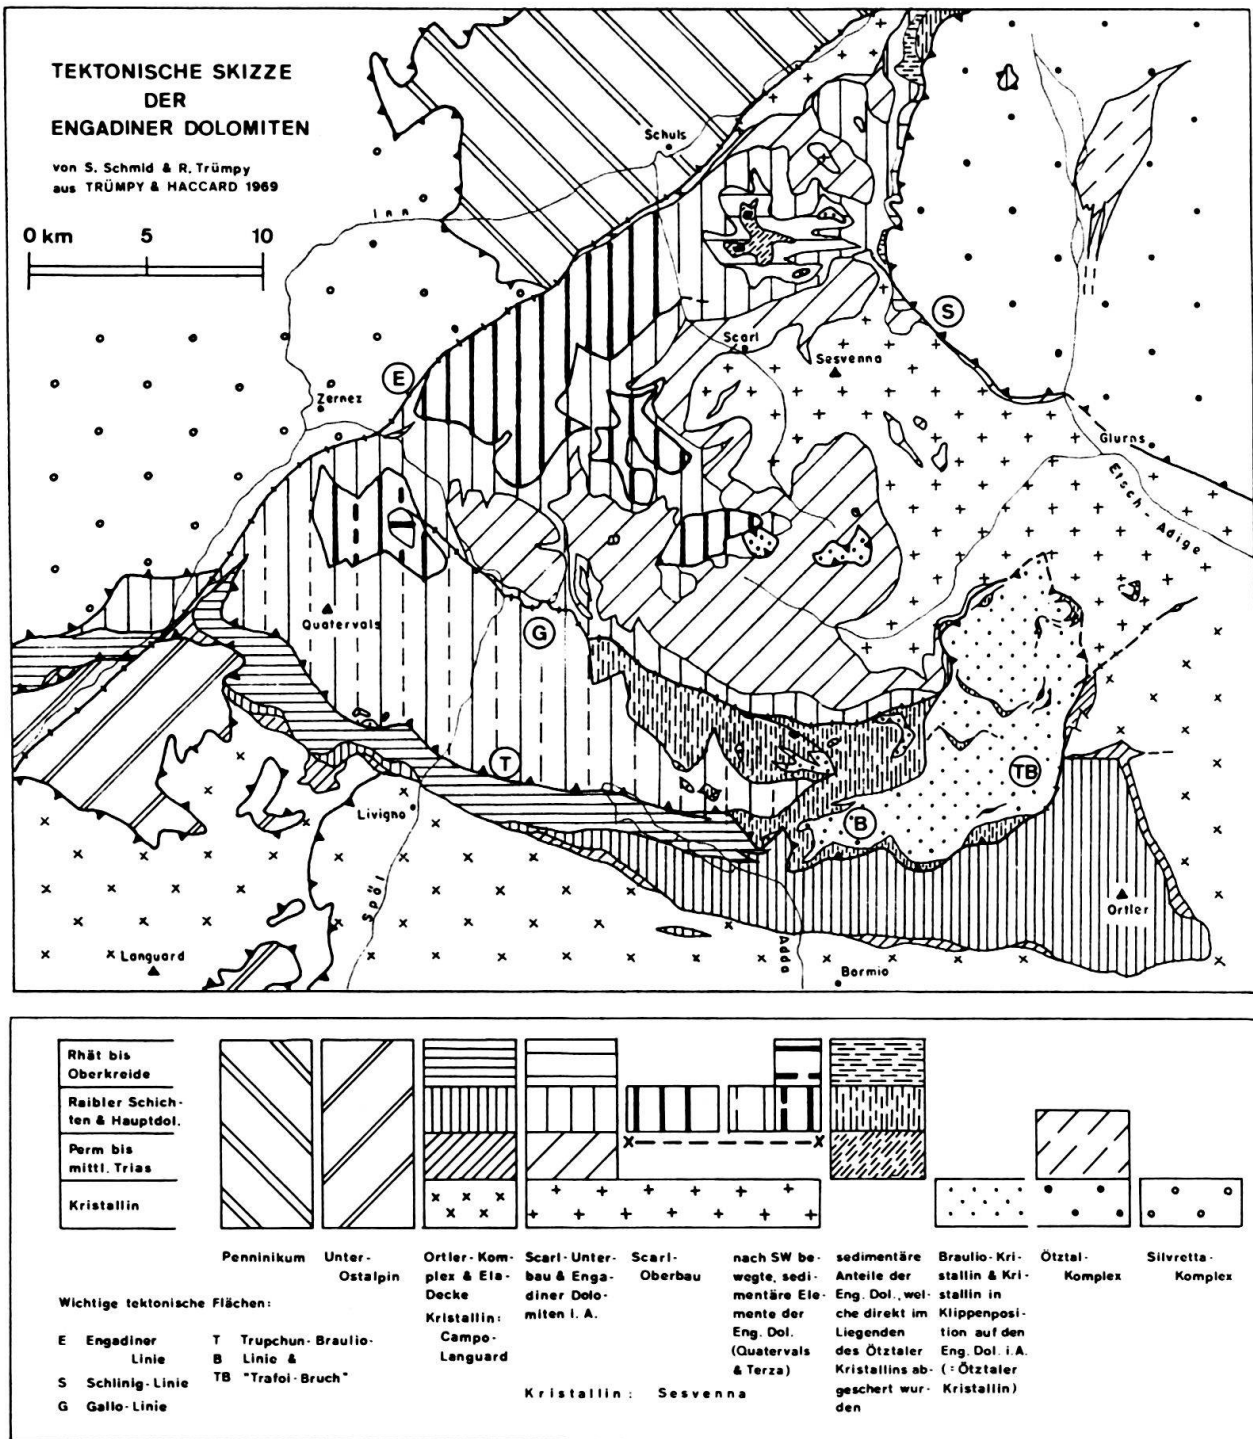 TEKTONISCHE SKIZZE
DER
ENGADINER DOLOMITEN
von S. Schmid & R. Trümpy
aus TRÜMPY & HACCARD 1969
0 km 5 10
Schuls
Inn
S
Scarl
Sesvenna
E
Zernez
Glurns
Etsch-Adige
Quatervals
G
T
TB
Livigno
B
Spöl
Ortler
Languard
Adda
Bormio
Rhät bis
Oberkreide
Raibler Schich-
ten & Hauptdol.
Perm bis
mittl. Trias
Kristallin
Penninikum
Unter-
Ostalpin
Ortler-Kom-
plex & Ela-
Decke
Kristallin:
Campo-
Languard
Scarl-Unter-
bau & Enga-
diner Dolo-
miten i. A.
Scarl-
Oberbau
nach SW be-
wegte, sedi-
mentäre Ele-
mente der
Eng. Dol.
(Quatervals
& Terza)
Kristallin: Sesvenna
sedimentäre
Anteile der
Eng. Dol., wel-
che direkt im
Liegenden
des Ötztaler
Kristallins ab-
geschert wur-
den
Braulio-Kri-
stallin & Kri-
stallin in
Klippenposi-
tion auf den
Eng. Dol. i.A.
(=Ötztaler
Kristallin)
Ötztal-
Komplex
Silvretta-
Komplex
Wichtige tektonische Flächen:
E Engadiner
Linie
S Schlinig-Linie
G Gallo-Linie
T Trupchun-Braulio-
B Linie &
TB "Trafoi-Bruch"